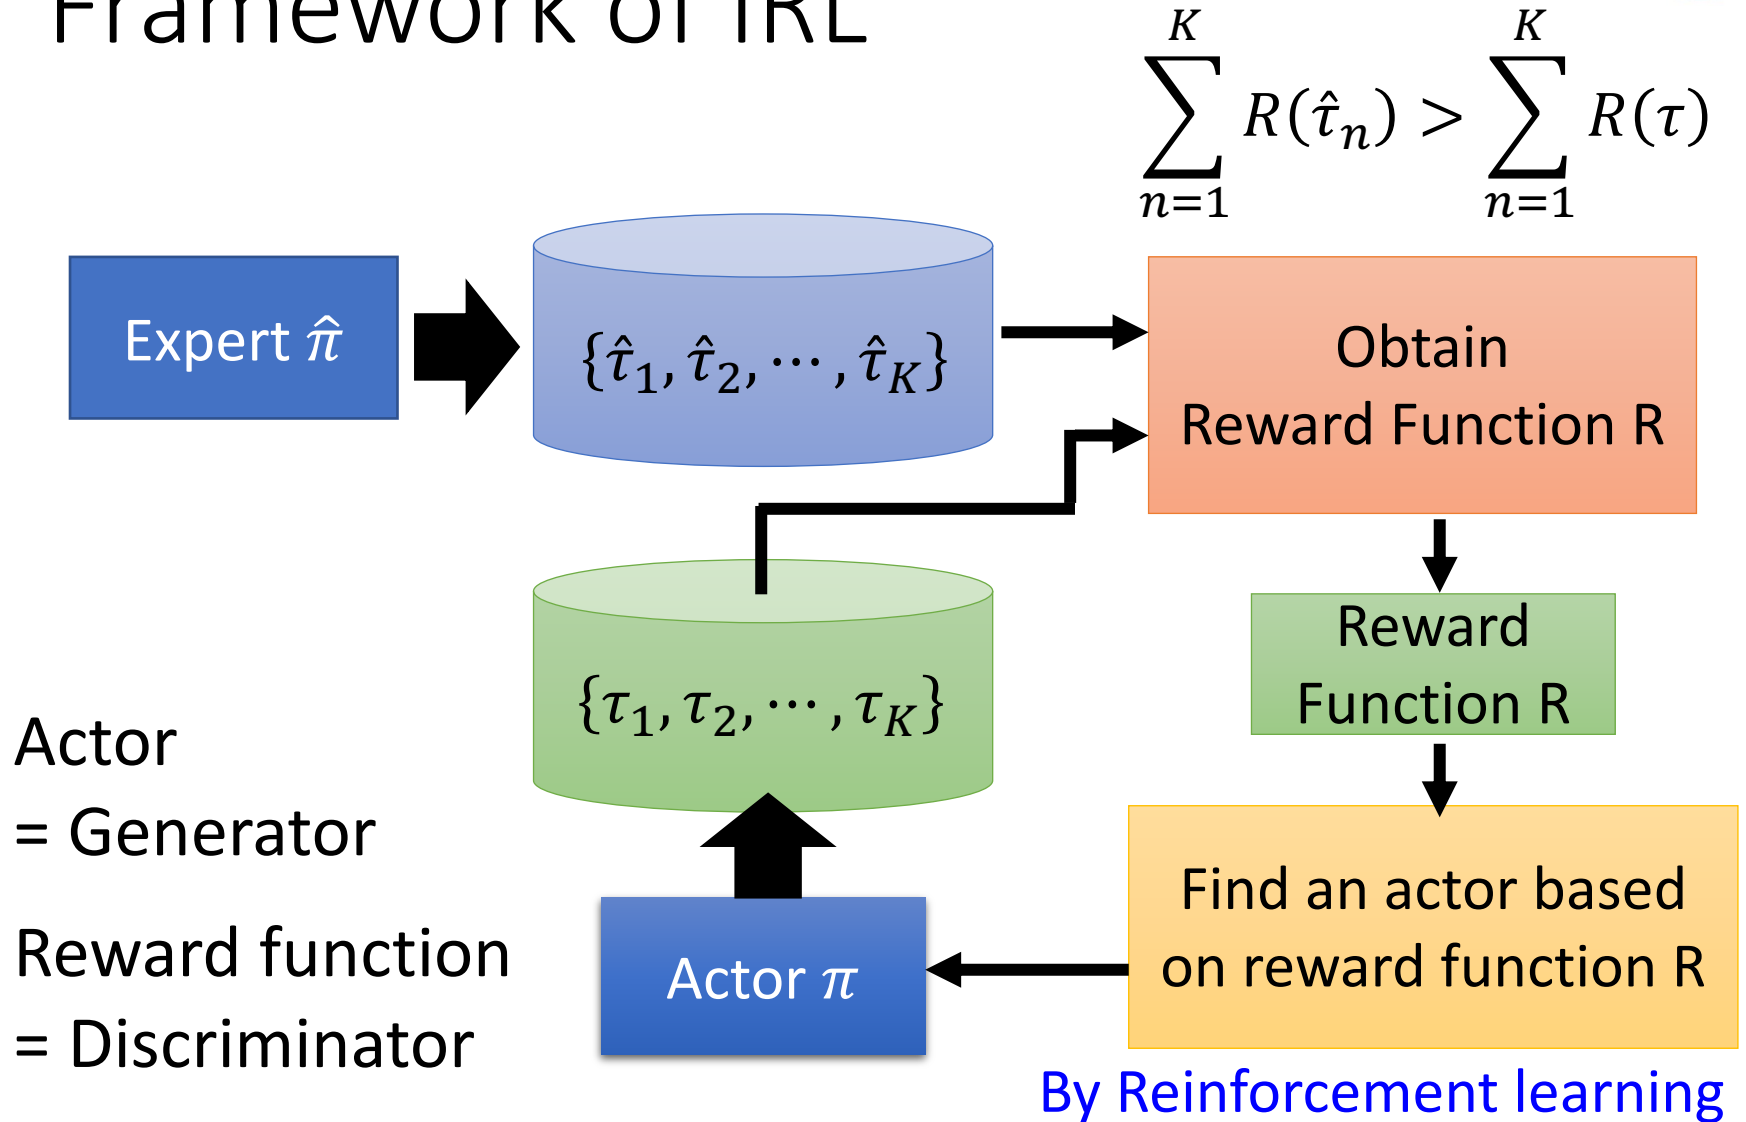 Framework of IRL
K K
∑ R(τ̂ₙ) > ∑ R(τ)
n=1 n=1
Expert π̂
{τ̂₁, τ̂₂, ⋯ , τ̂_K}
Obtain
Reward Function R
Reward
Function R
{τ₁, τ₂, ⋯ , τ_K}
Actor
= Generator
Find an actor based
on reward function R
Actor π
Reward function
= Discriminator
By Reinforcement learning